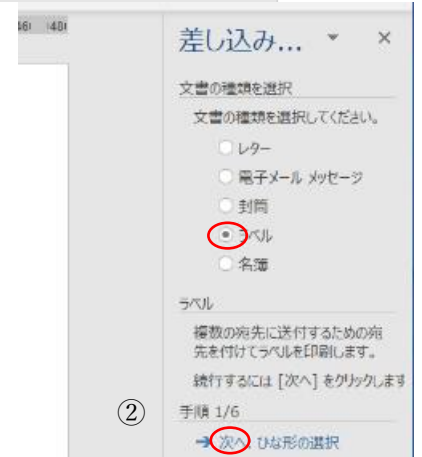 46 48
差し込み...
文書の種類を選択
文書の種類を選択してください。
レター
電子メール メッセージ
封筒
ラベル
名簿
ラベル
複数の宛先に送付するための宛
先を付けてラベルを印刷します。
続行するには [次へ] をクリックします
② 手順 1/6
次へ: ひな形の選択